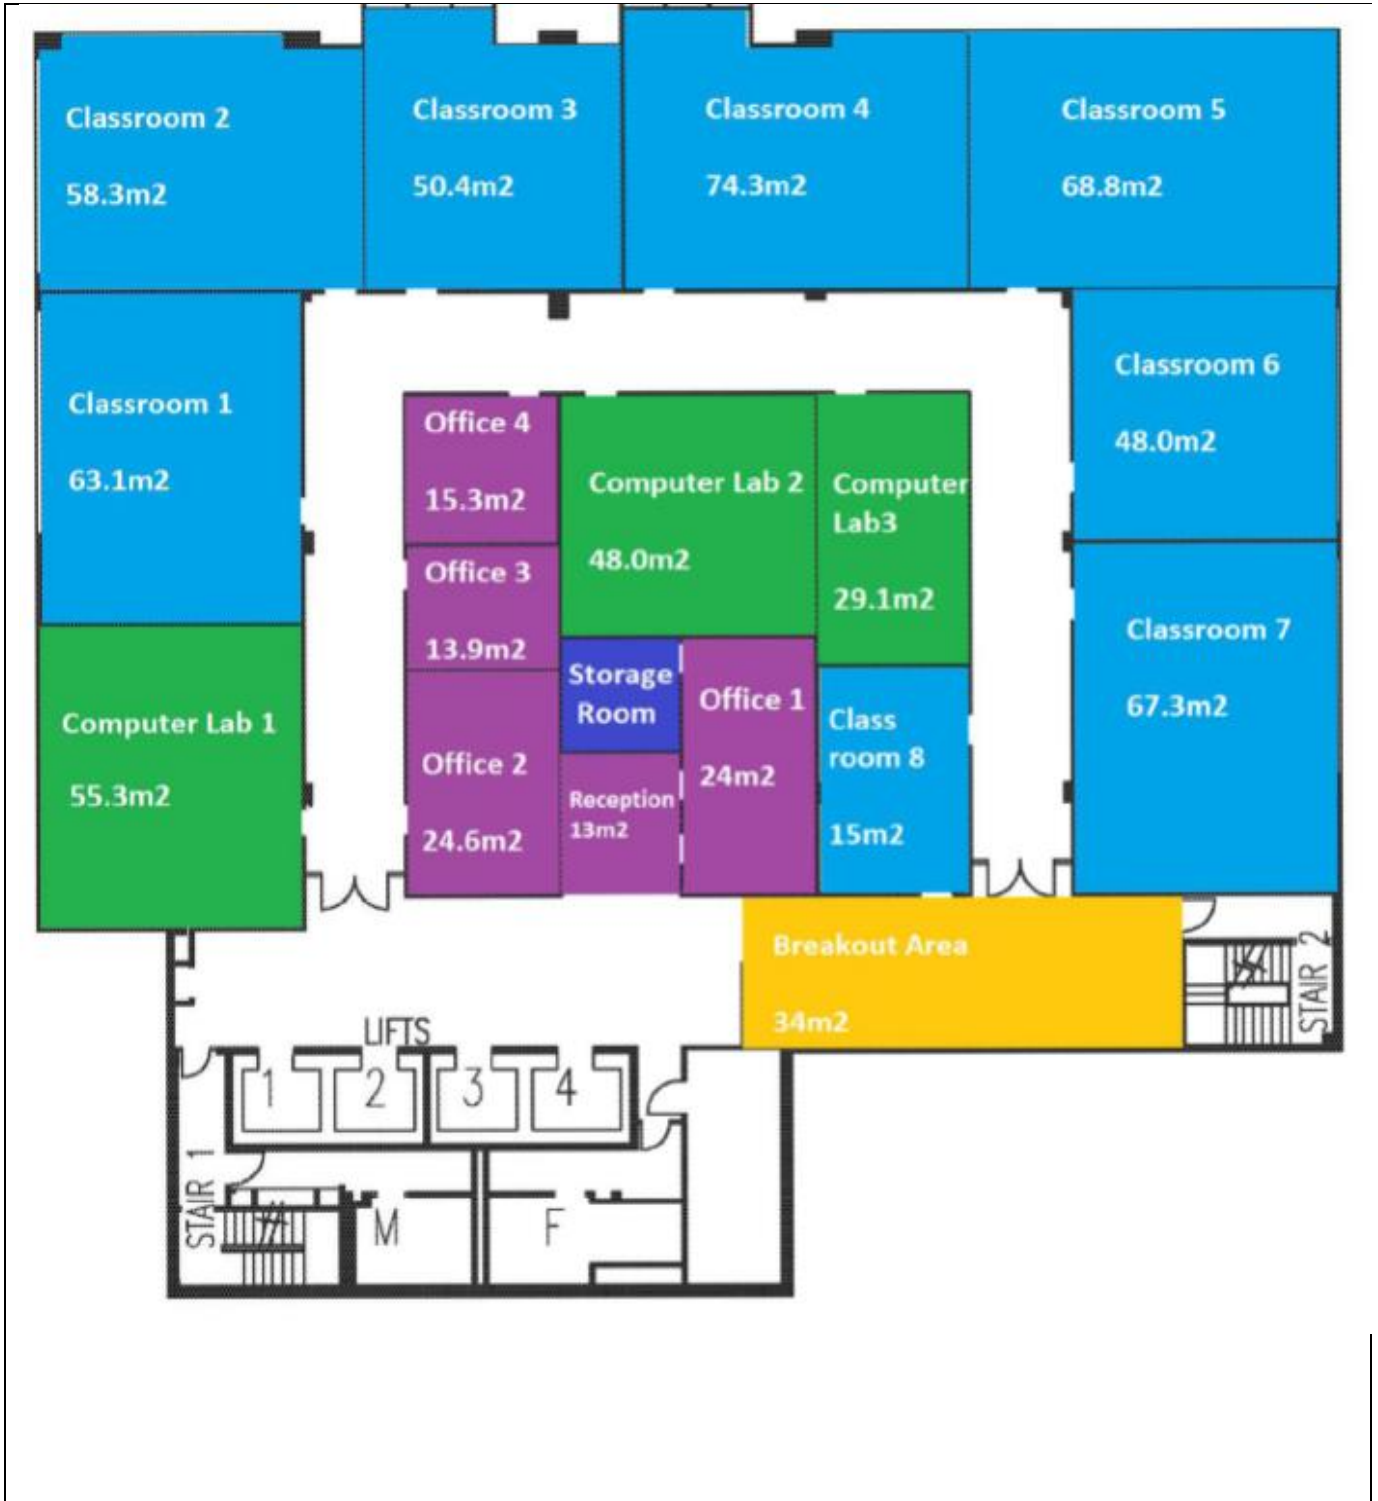 Classroom 2
58.3m2
Classroom 3
50.4m2
Classroom 4
74.3m2
Classroom 5
68.8m2
Classroom 1
63.1m2
Office 4
15.3m2
Computer Lab 2
48.0m2
Computer
Lab3
29.1m2
Classroom 6
48.0m2
Office 3
13.9m2
Computer Lab 1
55.3m2
Office 2
24.6m2
Storage
Room
Reception
13m2
Office 1
24m2
Class
room 8
15m2
Classroom 7
67.3m2
Breakout Area
34m2
STAIR 2
LIFTS
1
2
3
4
STAIR 1
M
F